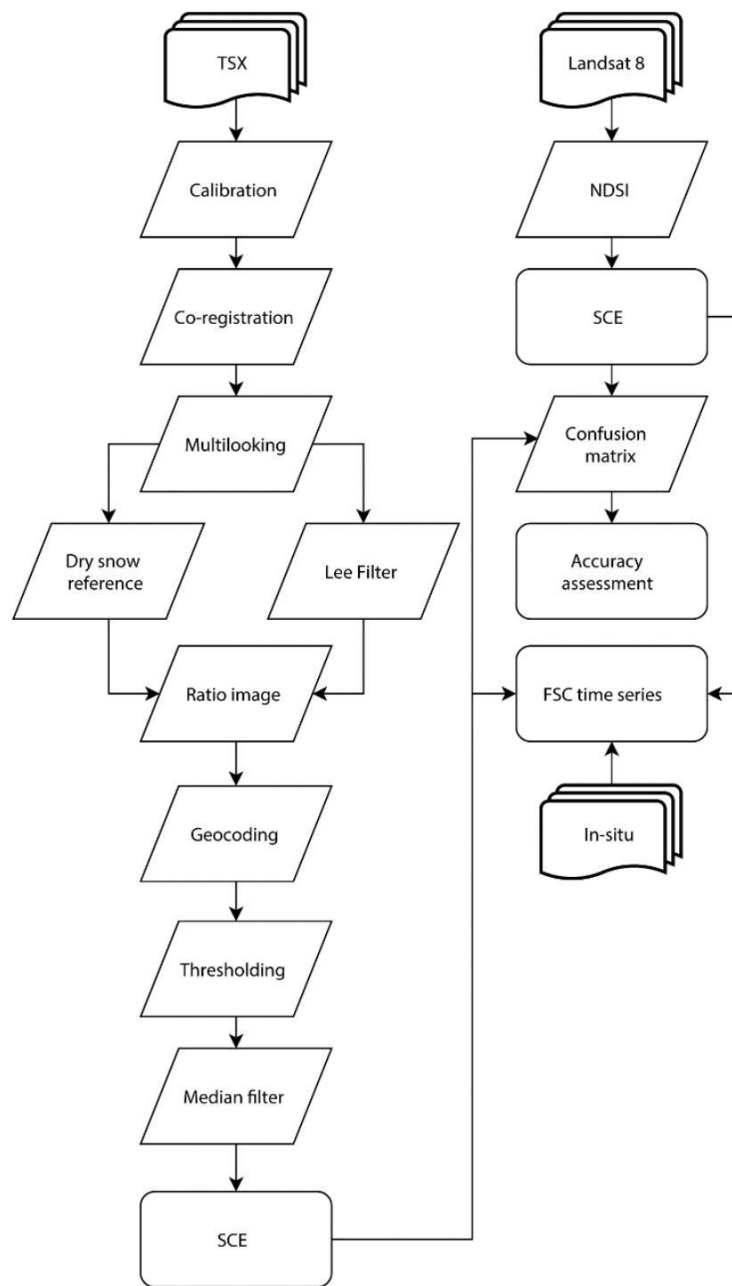 TSX
Calibration
Co-registration
Multilooking
Dry snow
reference
Lee Filter
Ratio image
Geocoding
Thresholding
Median filter
SCE
Landsat 8
NDSI
SCE
Confusion
matrix
Accuracy
assessment
FSC time series
In-situ